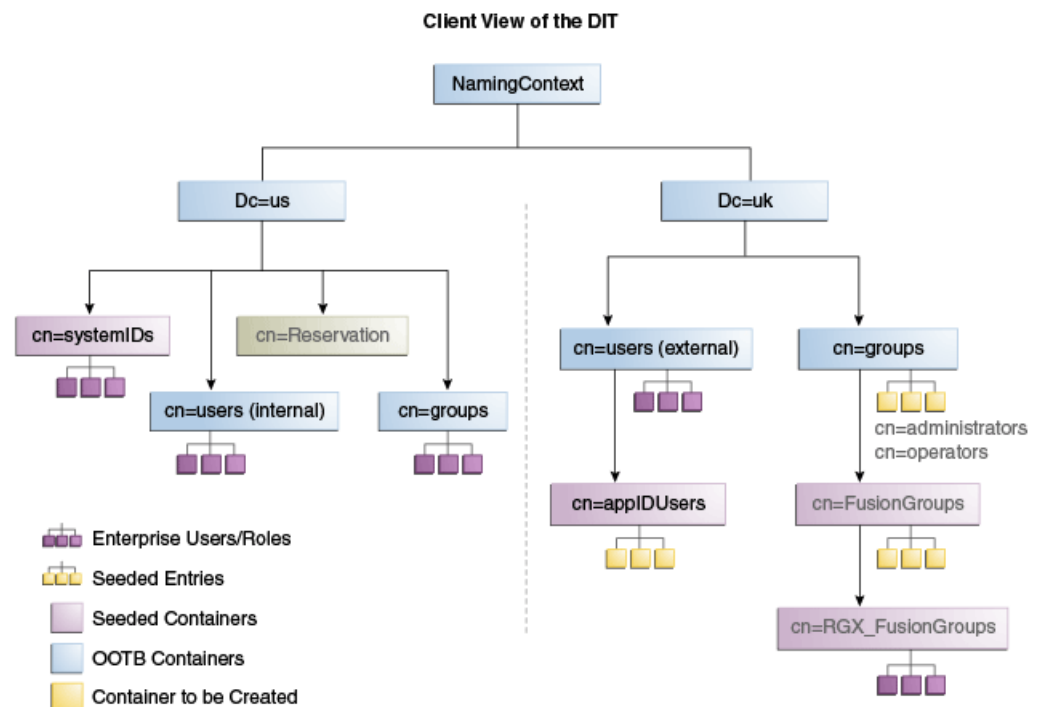 Client View of the DIT
NamingContext
Dc=us
Dc=uk
cn=systemIDs
cn=Reservation
cn=users (external)
cn=groups
cn=users (internal)
cn=groups
cn=administrators
cn=operators
cn=appIDUsers
cn=FusionGroups
cn=RGX_FusionGroups
Enterprise Users/Roles
Seeded Entries
Seeded Containers
OOTB Containers
Container to be Created